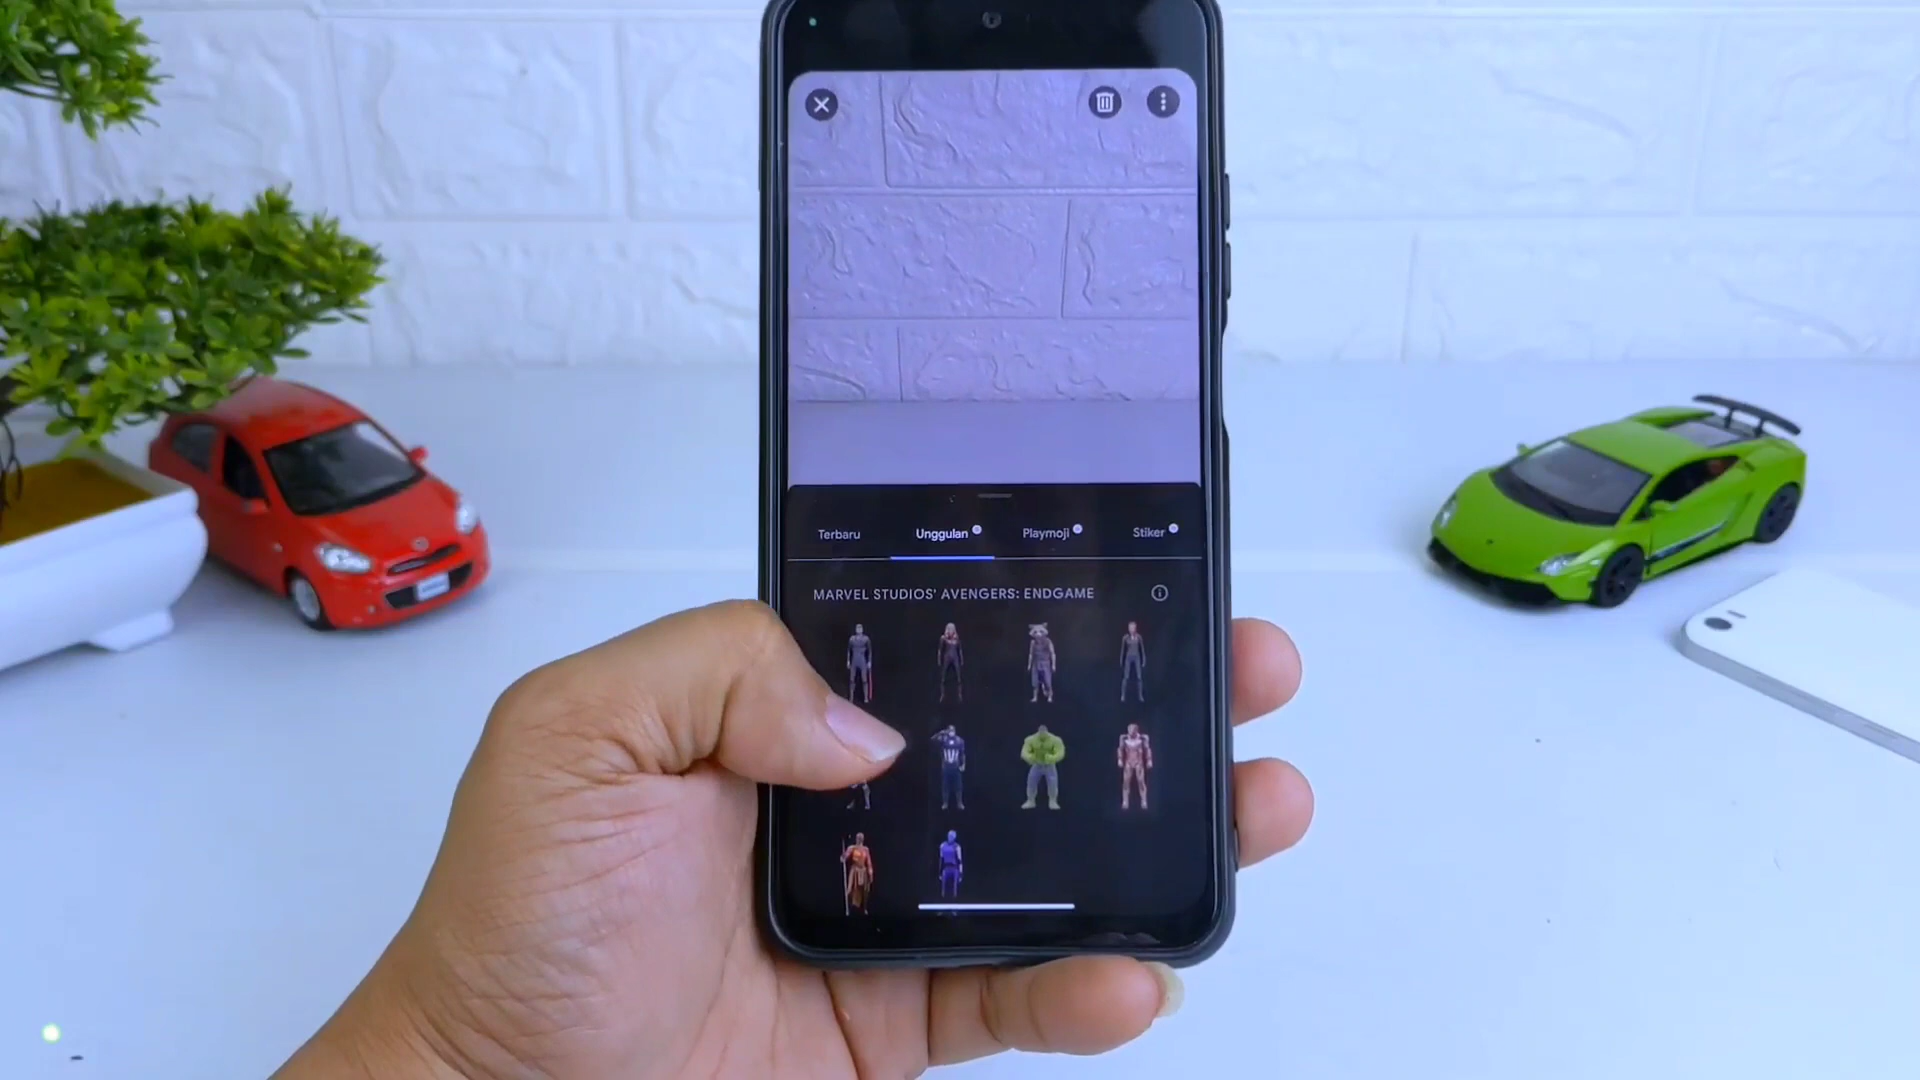 Terbaru
Unggulan
Playmoji
Stiker
MARVEL STUDIOS' AVENGERS: ENDGAME